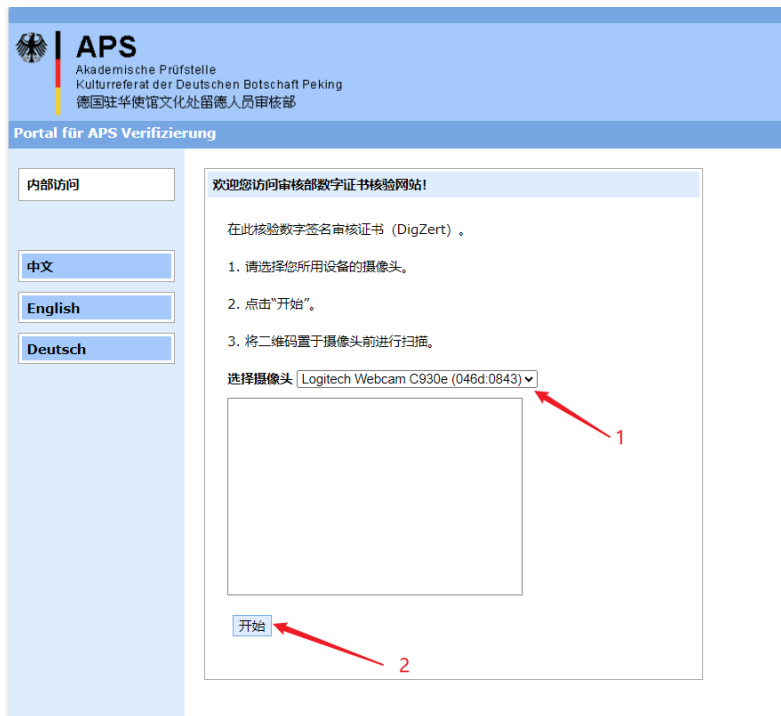 APS
Akademische Prüfstelle
Kulturreferat der Deutschen Botschaft Peking
德国驻华使馆文化处留德人员审核部
Portal für APS Verifizierung
内部访问
中文
English
Deutsch
欢迎您访问审核部数字证书核验网站!
在此核验数字签名审核证书（DigZert）。
1. 请选择您所用设备的摄像头。
2. 点击“开始”。
3. 将二维码置于摄像头前进行扫描。
选择摄像头 Logitech Webcam C930e (046d:0843)
1
开始
2